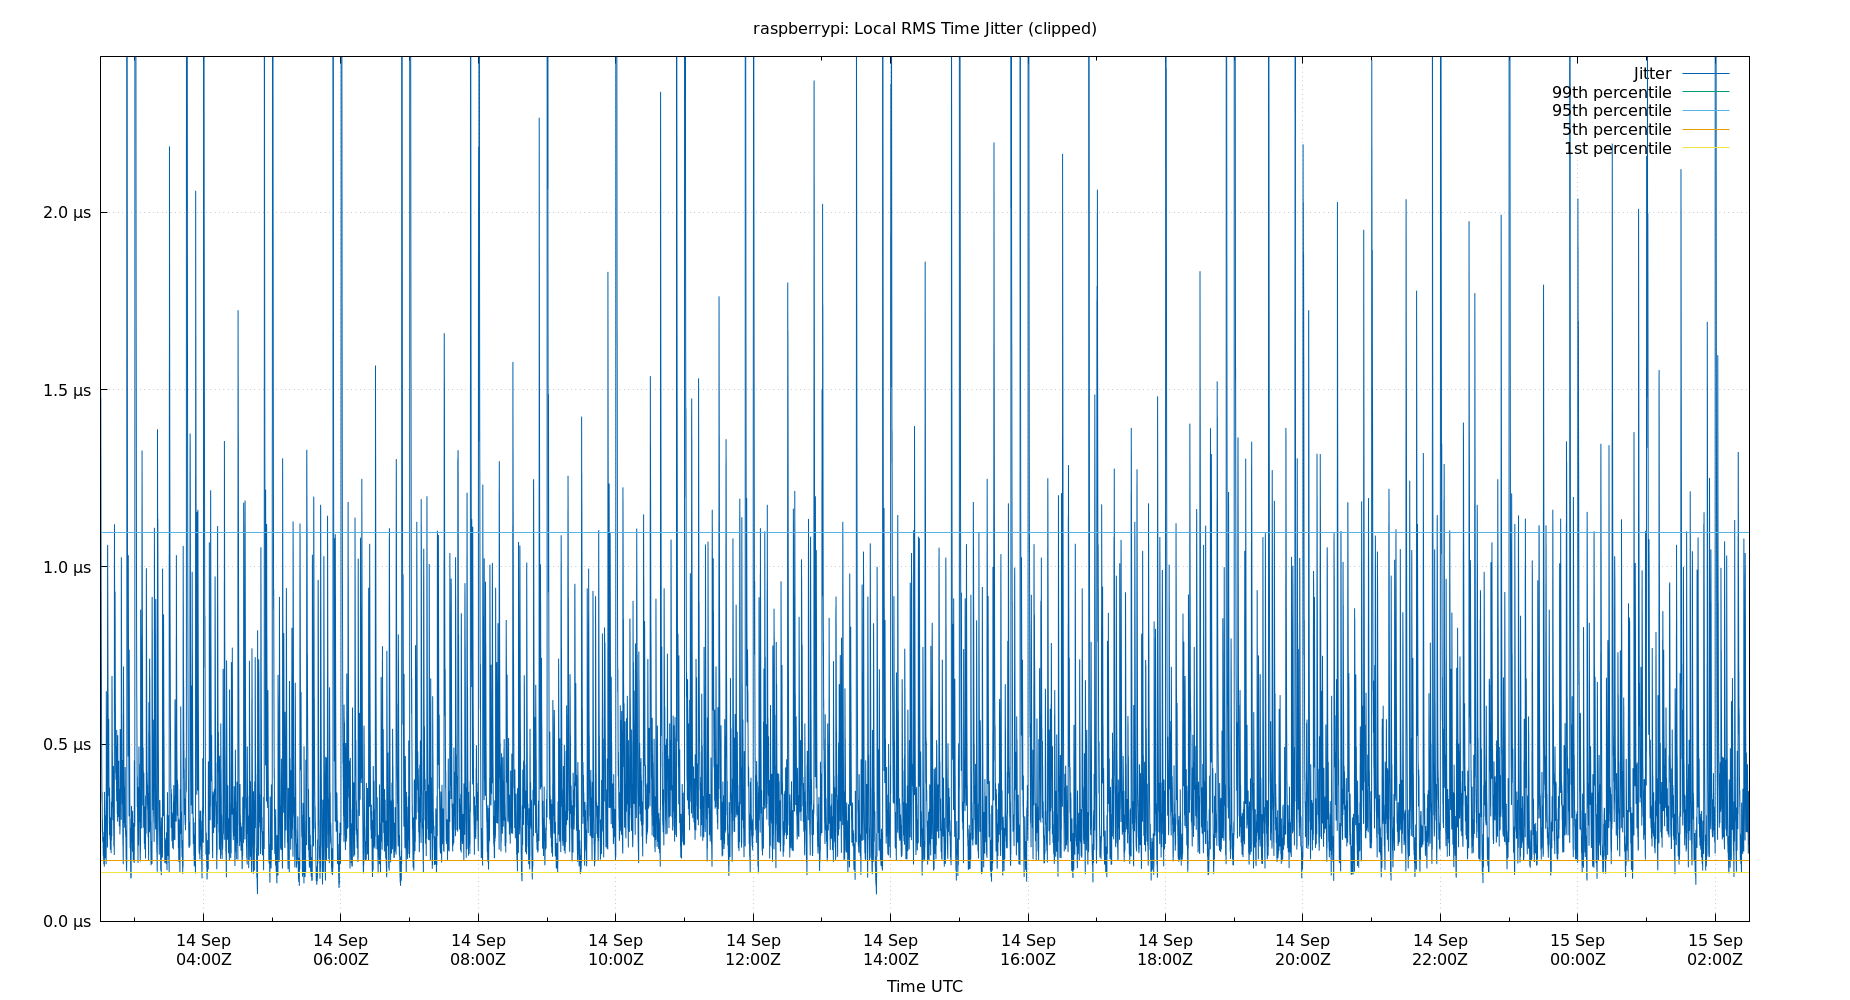 raspberrypi: Local RMS Time Jitter (clipped)
Jitter
99th percentile
95th percentile
5th percentile
1st percentile
2.0 µs
1.5 µs
1.0 µs
0.5 µs
0.0 µs
14 Sep 14 Sep 14 Sep 14 Sep 14 Sep 14 Sep 14 Sep 14 Sep 14 Sep 14 Sep 15 Sep 15 Sep
04:00Z 06:00Z 08:00Z 10:00Z 12:00Z 14:00Z 16:00Z 18:00Z 20:00Z 22:00Z 00:00Z 02:00Z
Time UTC